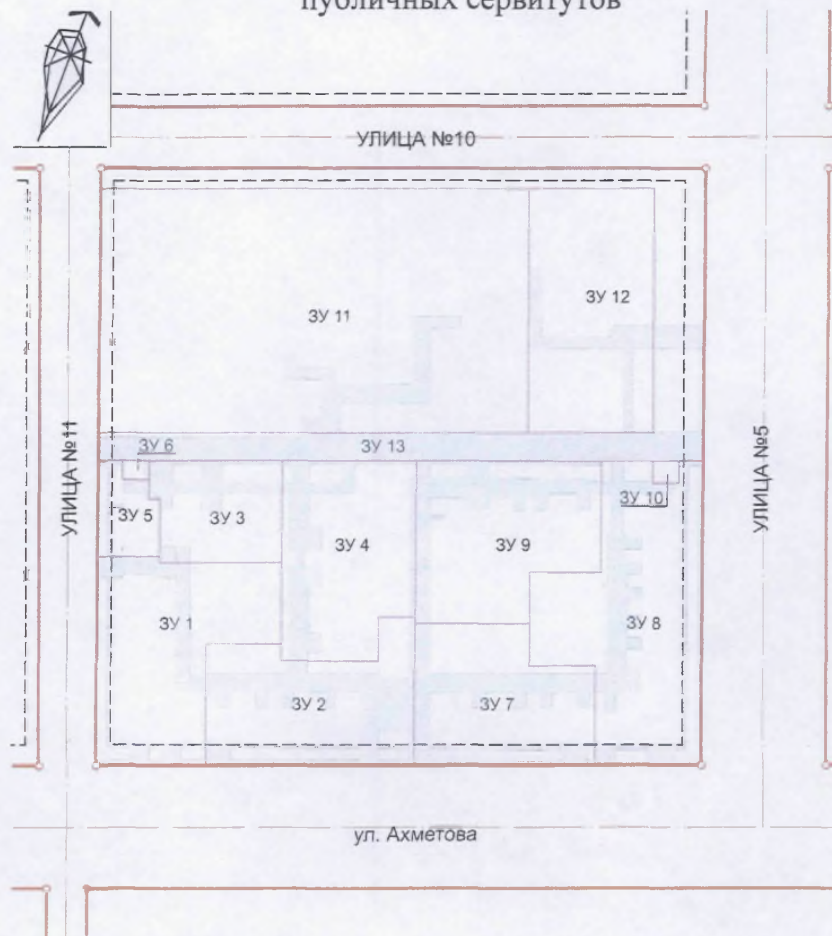 публичных сервитутов
УЛИЦА №10
ЗУ 11
ЗУ 12
УЛИЦА №11
ЗУ 6
ЗУ 13
УЛИЦА №5
ЗУ 5
ЗУ 3
ЗУ 4
ЗУ 9
ЗУ 10
ЗУ 1
ЗУ 8
ЗУ 2
ЗУ 7
ул. Ахметова